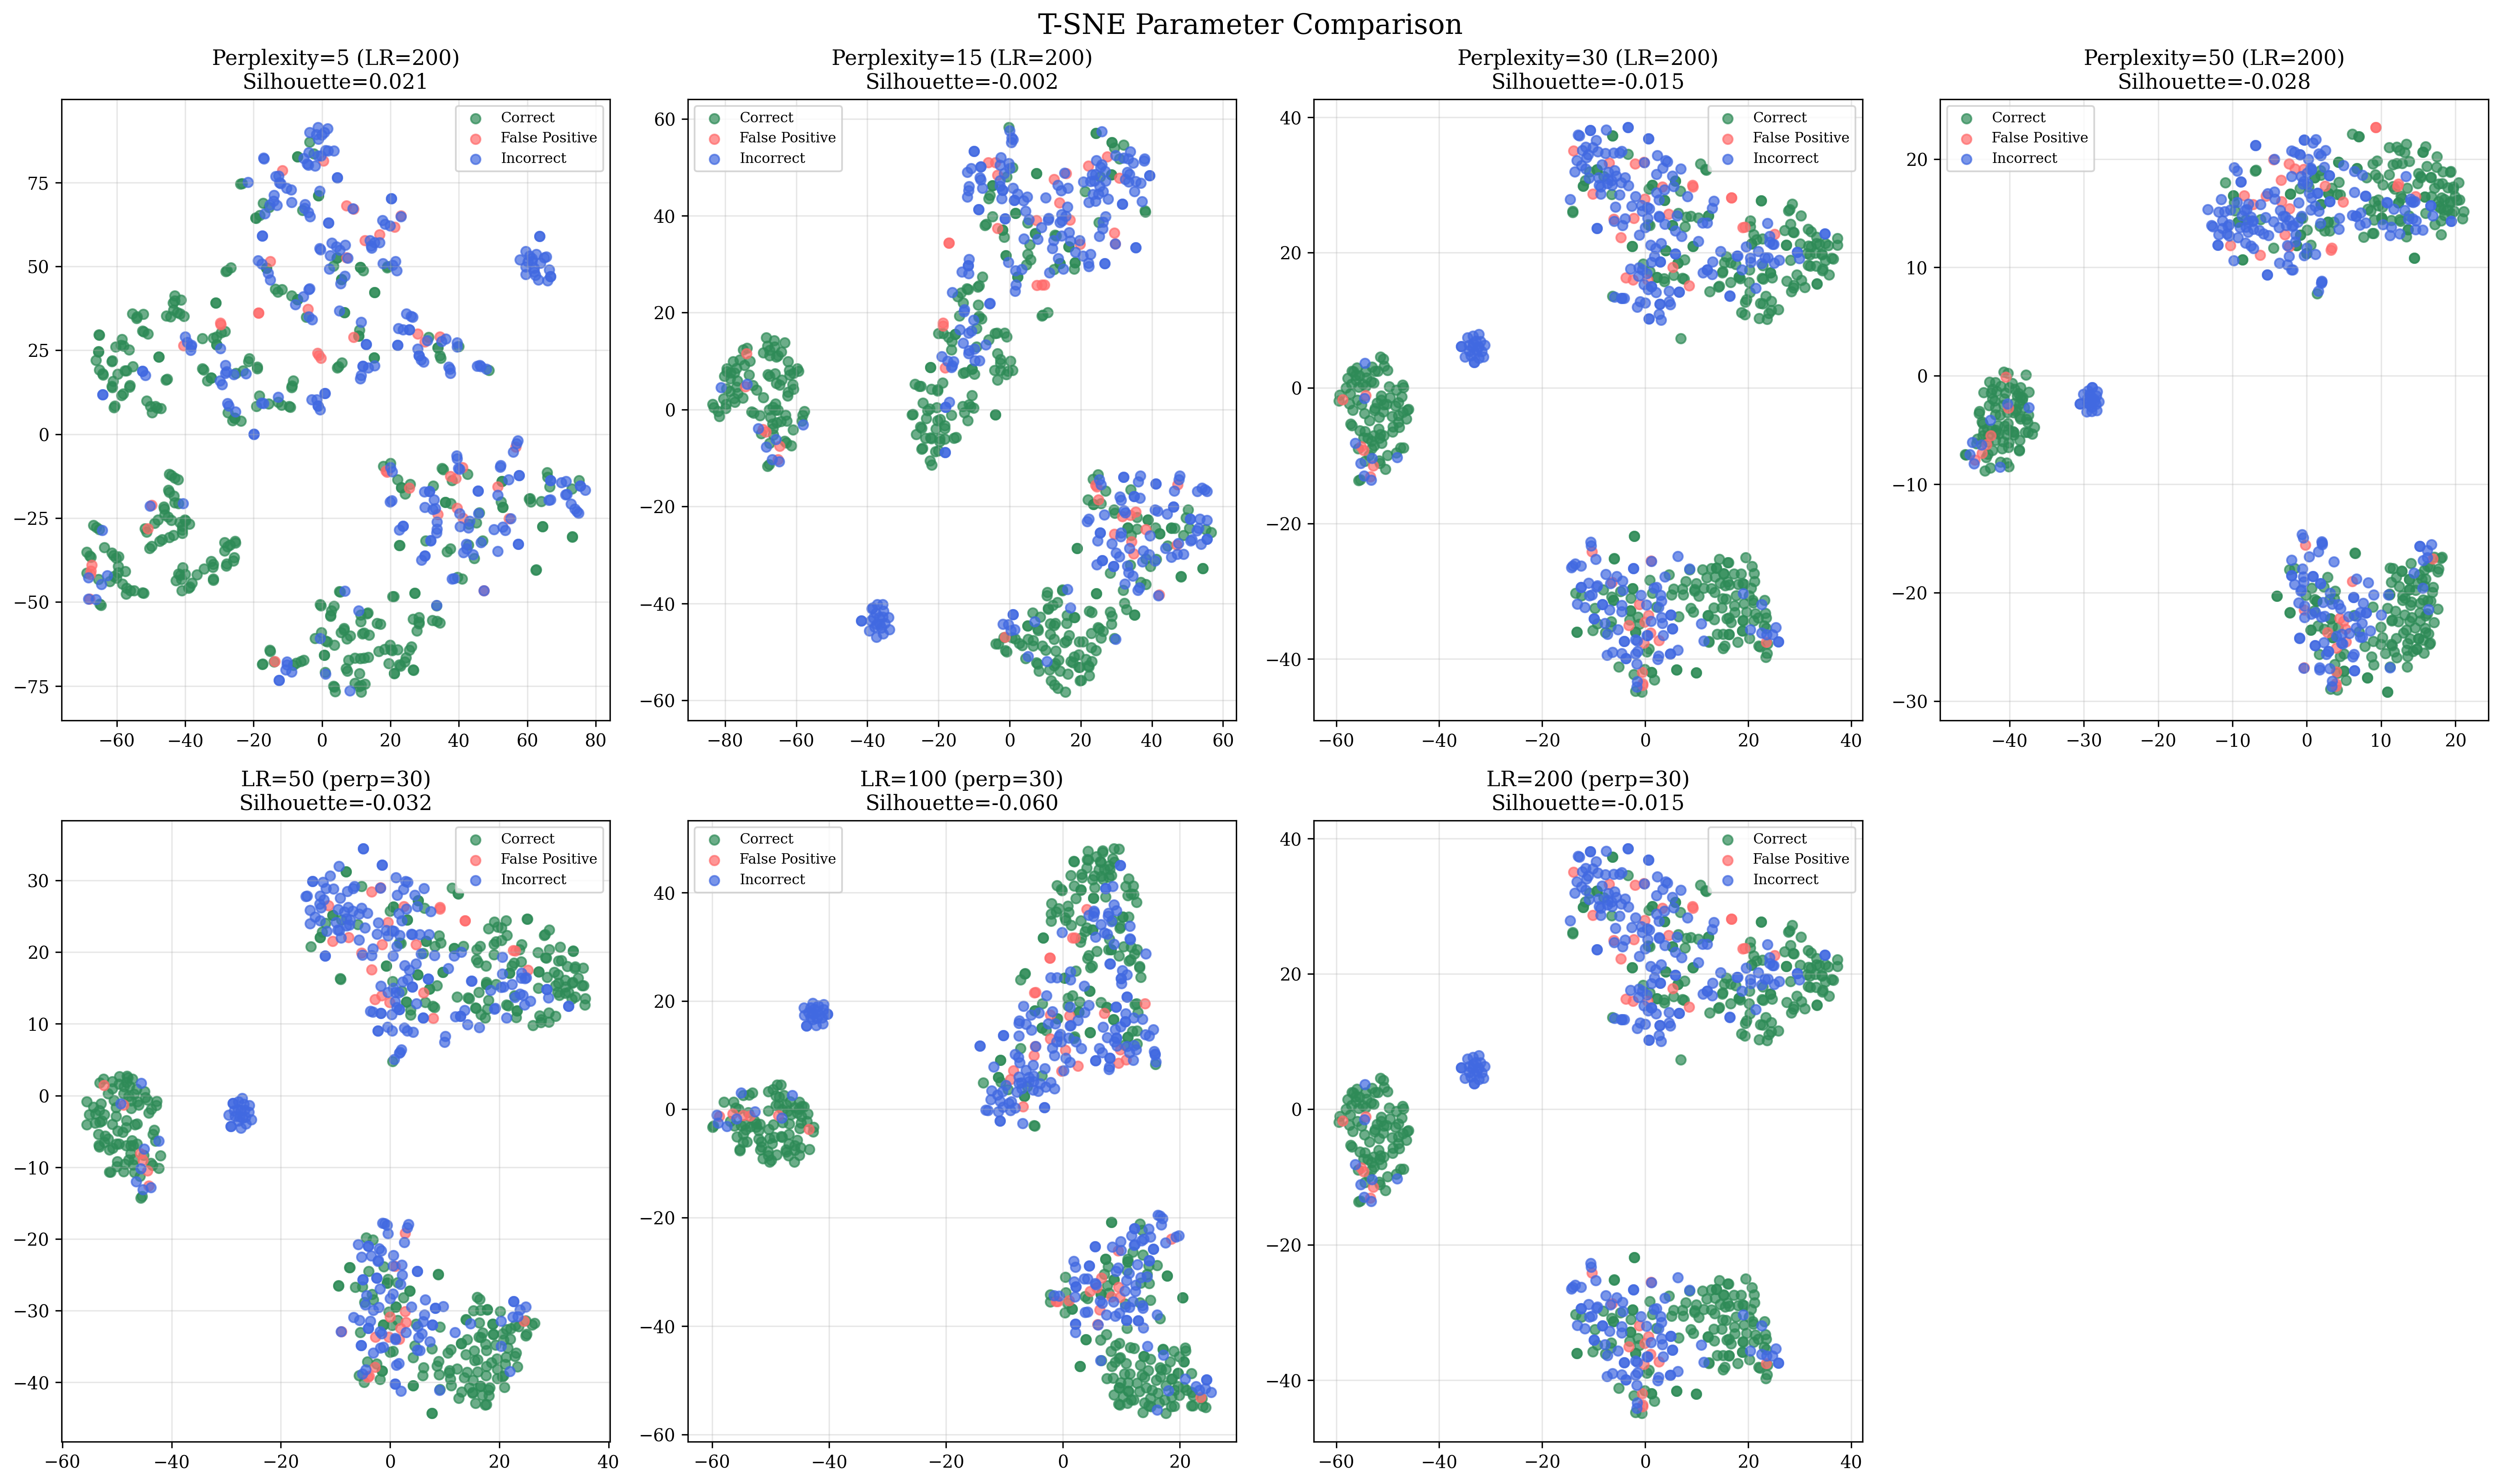 T-SNE Parameter Comparison
Perplexity=5 (LR=200)
Silhouette=0.021
Correct
False Positive
Incorrect
75
50
25
0
−25
−50
−75
−60 −40 −20 0 20 40 60 80
Perplexity=15 (LR=200)
Silhouette=-0.002
Correct
False Positive
Incorrect
60
40
20
0
−20
−40
−60
−80 −60 −40 −20 0 20 40 60
Perplexity=30 (LR=200)
Silhouette=-0.015
Correct
False Positive
Incorrect
40
30
20
0
−20
−40
−60 −40 −20 0 20 40
Perplexity=50 (LR=200)
Silhouette=-0.028
Correct
False Positive
Incorrect
20
10
0
−10
−20
−30
−40 −30 −20 −10 0 10 20
LR=50 (perp=30)
Silhouette=-0.032
Correct
False Positive
Incorrect
30
20
10
0
−10
−20
−30
−40
−60 −40 −20 0 20 40
LR=100 (perp=30)
Silhouette=-0.060
Correct
False Positive
Incorrect
40
20
0
−20
−40
−60
−60 −40 −20 0 20
LR=200 (perp=30)
Silhouette=-0.015
Correct
False Positive
Incorrect
40
20
0
−20
−40
−60 −40 −20 0 20 40